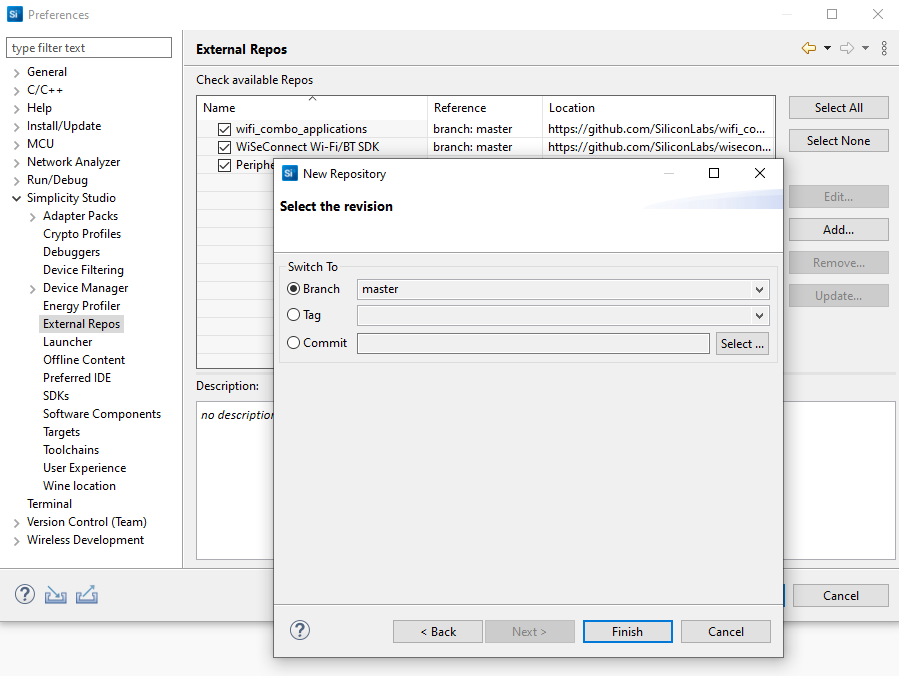 Si Preferences
type filter text
General
C/C++
Help
Install/Update
MCU
Network Analyzer
Run/Debug
Simplicity Studio
Adapter Packs
Crypto Profiles
Debuggers
Device Filtering
Device Manager
Energy Profiler
External Repos
Launcher
Offline Content
Preferred IDE
SDKs
Software Components
Targets
Toolchains
User Experience
Wine location
Terminal
Version Control (Team)
Wireless Development
External Repos
Check available Repos
Name Reference Location
wifi_combo_applications branch: master https://github.com/SiliconLabs/wifi_co...
WiSeConnect Wi-Fi/BT SDK branch: master https://github.com/SiliconLabs/wisecon...
Periphe
Select All
Select None
Edit...
Add...
Remove...
Update...
Description:
no description
Cancel
Si New Repository
Select the revision
Switch To
Branch master
Tag
Commit Select ...
< Back Next > Finish Cancel